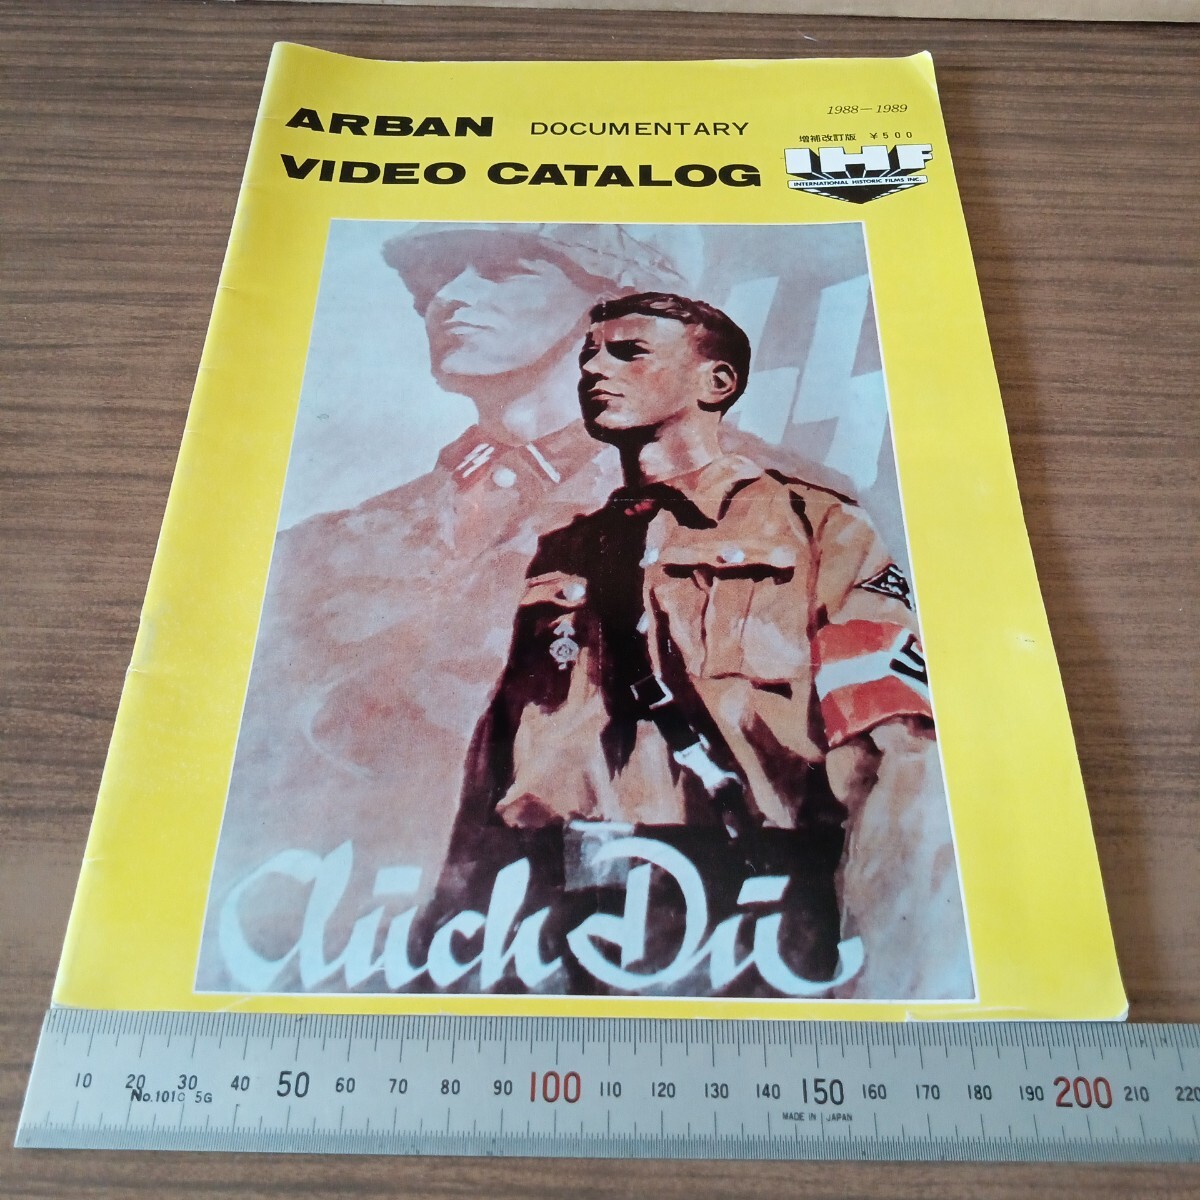 ARBAN DOCUMENTARY
VIDEO CATALOG
1988—1989
増補改訂版 ¥500
IHF
INTERNATIONAL HISTORIC FILMS INC.
Auch Du
10 20 30 40 50 60 70 80 90 100 110 120 130 140 150 160 170 180 190 200 210 220
No.101 5G
MADE IN JAPAN